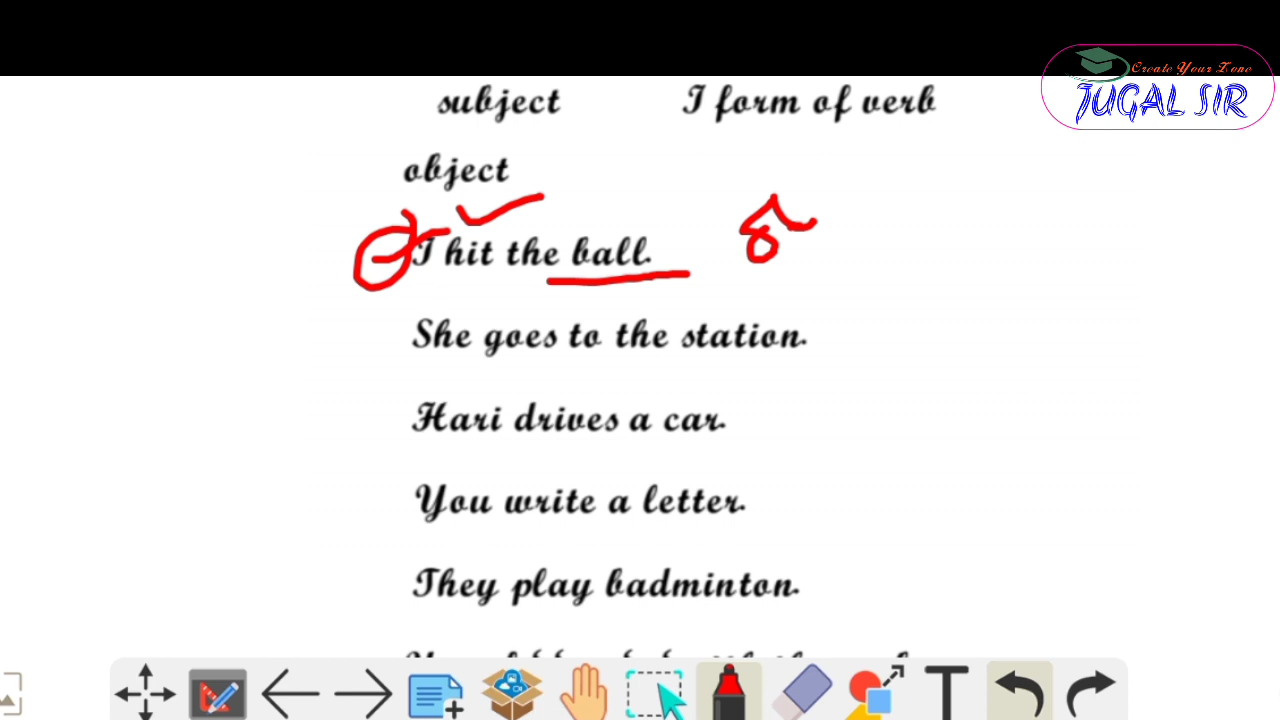 Create Your Zone
JUGAL SIR
subject I form of verb
object
I hit the ball.
She goes to the station.
Hari drives a car.
You write a letter.
They play badminton.